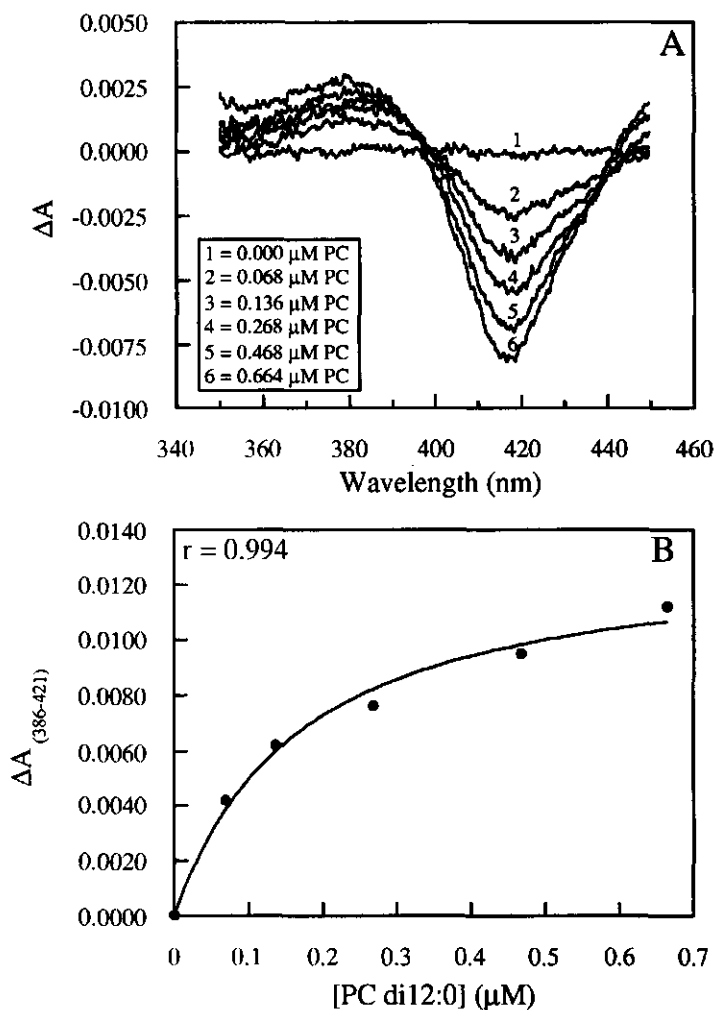 A
0.0050
0.0025
0.0000
-0.0025
-0.0050
-0.0075
-0.0100
ΔA
1
2
3
4
5
6
1 = 0.000 μM PC
2 = 0.068 μM PC
3 = 0.136 μM PC
4 = 0.268 μM PC
5 = 0.468 μM PC
6 = 0.664 μM PC
340 360 380 400 420 440 460
Wavelength (nm)
B
r = 0.994
0.0140
0.0120
0.0100
0.0080
0.0060
0.0040
0.0020
0.0000
ΔA (386-421)
0 0.1 0.2 0.3 0.4 0.5 0.6 0.7
[PC di12:0] (μM)